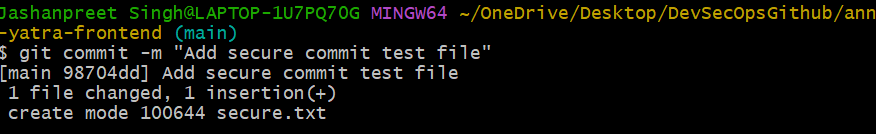 Jashanpreet Singh@LAPTOP-1U7PQ70G MINGW64 ~/OneDrive/Desktop/DevSecOpsGithub/ann
-yatra-frontend (main)
$ git commit -m "Add secure commit test file"
[main 98704dd] Add secure commit test file
 1 file changed, 1 insertion(+)
 create mode 100644 secure.txt